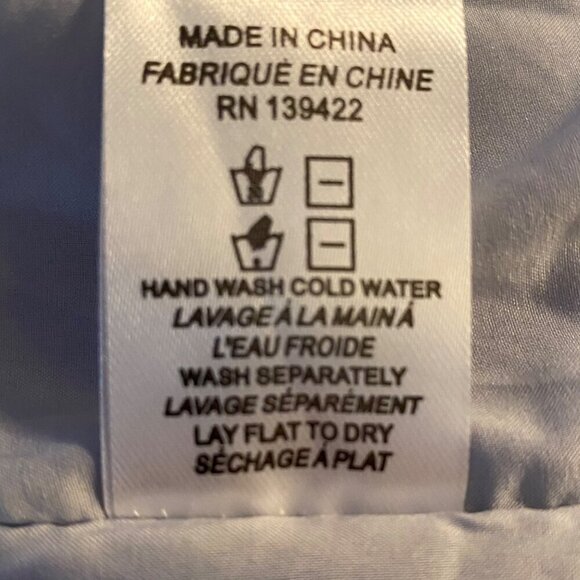 MADE IN CHINA
FABRIQUÉ EN CHINE
RN 139422
HAND WASH COLD WATER
LAVAGE À LA MAIN À
L'EAU FROIDE
WASH SEPARATELY
LAVAGE SÉPARÉMENT
LAY FLAT TO DRY
SÉCHAGE À PLAT